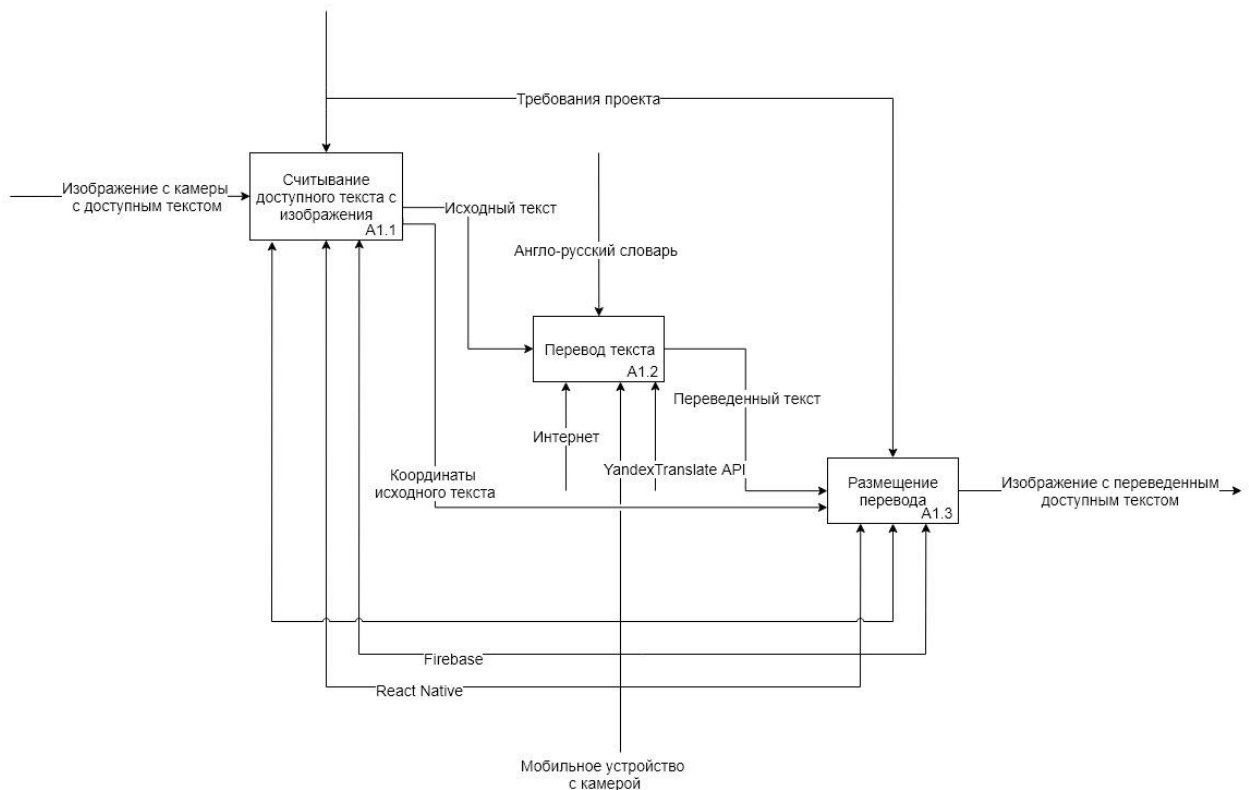 Требования проекта
Изображение с камеры
с доступным текстом
Считывание
доступного текста с
изображения
A1.1
Исходный текст
Англо-русский словарь
Перевод текста
A1.2
Переведенный текст
Интернет
YandexTranslate API
Координаты
исходного текста
Размещение
перевода
A1.3
Изображение с переведенным
доступным текстом
Firebase
React Native
Мобильное устройство
с камерой